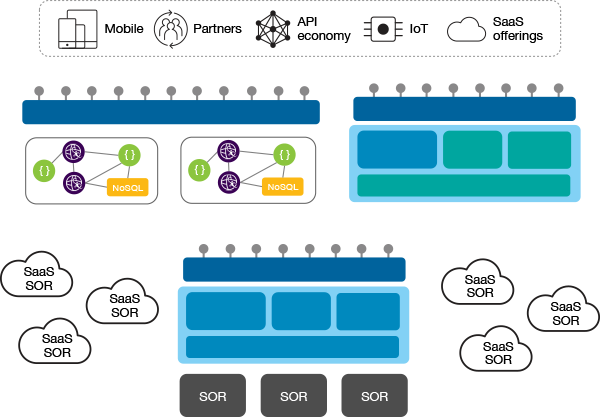 Mobile
Partners
API
economy
IoT
SaaS
offerings
{ }
{ }
NoSQL
{ }
{ }
NoSQL
SaaS
SOR
SaaS
SOR
SaaS
SOR
SaaS
SOR
SaaS
SOR
SaaS
SOR
SOR
SOR
SOR